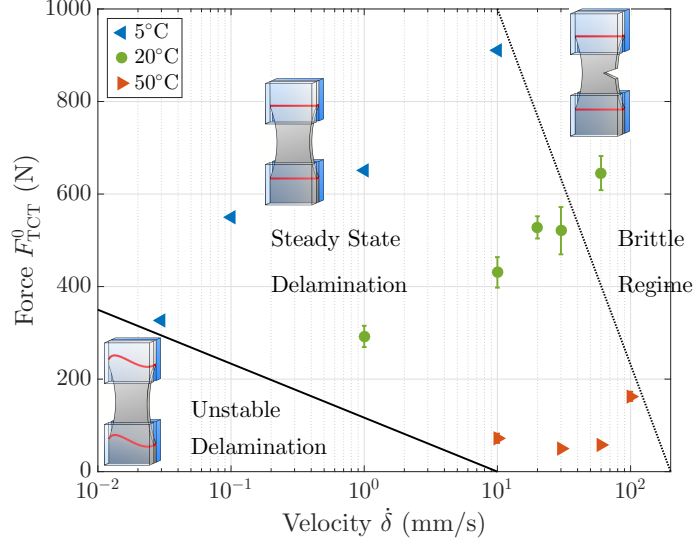 1000
800
600
400
200
0
Force F⁰_TCT (N)
5°C
20°C
50°C
Steady State
Delamination
Brittle
Regime
Unstable
Delamination
10⁻² 10⁻¹ 10⁰ 10¹ 10²
Velocity δ̇ (mm/s)